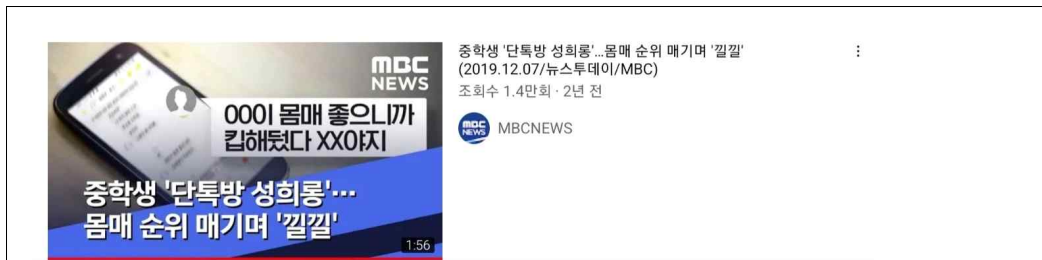 mbc
NEWS
OOO이 몸매 좋으니까
킵해뒀다 XX야지
중학생 '단톡방 성희롱'…
몸매 순위 매기며 '낄낄'
1:56
중학생 '단톡방 성희롱'...몸매 순위 매기며 '낄낄'
(2019.12.07/뉴스투데이/MBC)
조회수 1.4만회 · 2년 전
mbc
NEWS
MBCNEWS